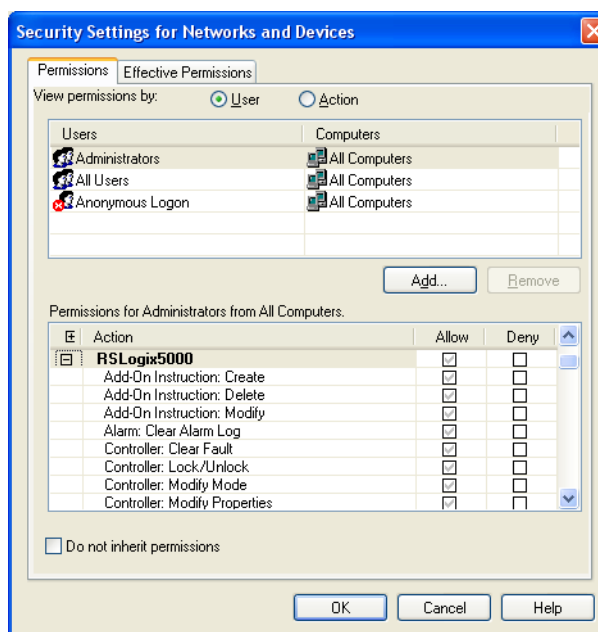 Security Settings for Networks and Devices
Permissions Effective Permissions
View permissions by: User Action
Users Computers
Administrators All Computers
All Users All Computers
Anonymous Logon All Computers
Add... Remove
Permissions for Administrators from All Computers.
Action Allow Deny
RSLogix5000
Add-On Instruction: Create
Add-On Instruction: Delete
Add-On Instruction: Modify
Alarm: Clear Alarm Log
Controller: Clear Fault
Controller: Lock/Unlock
Controller: Modify Mode
Controller: Modify Properties
Do not inherit permissions
OK Cancel Help